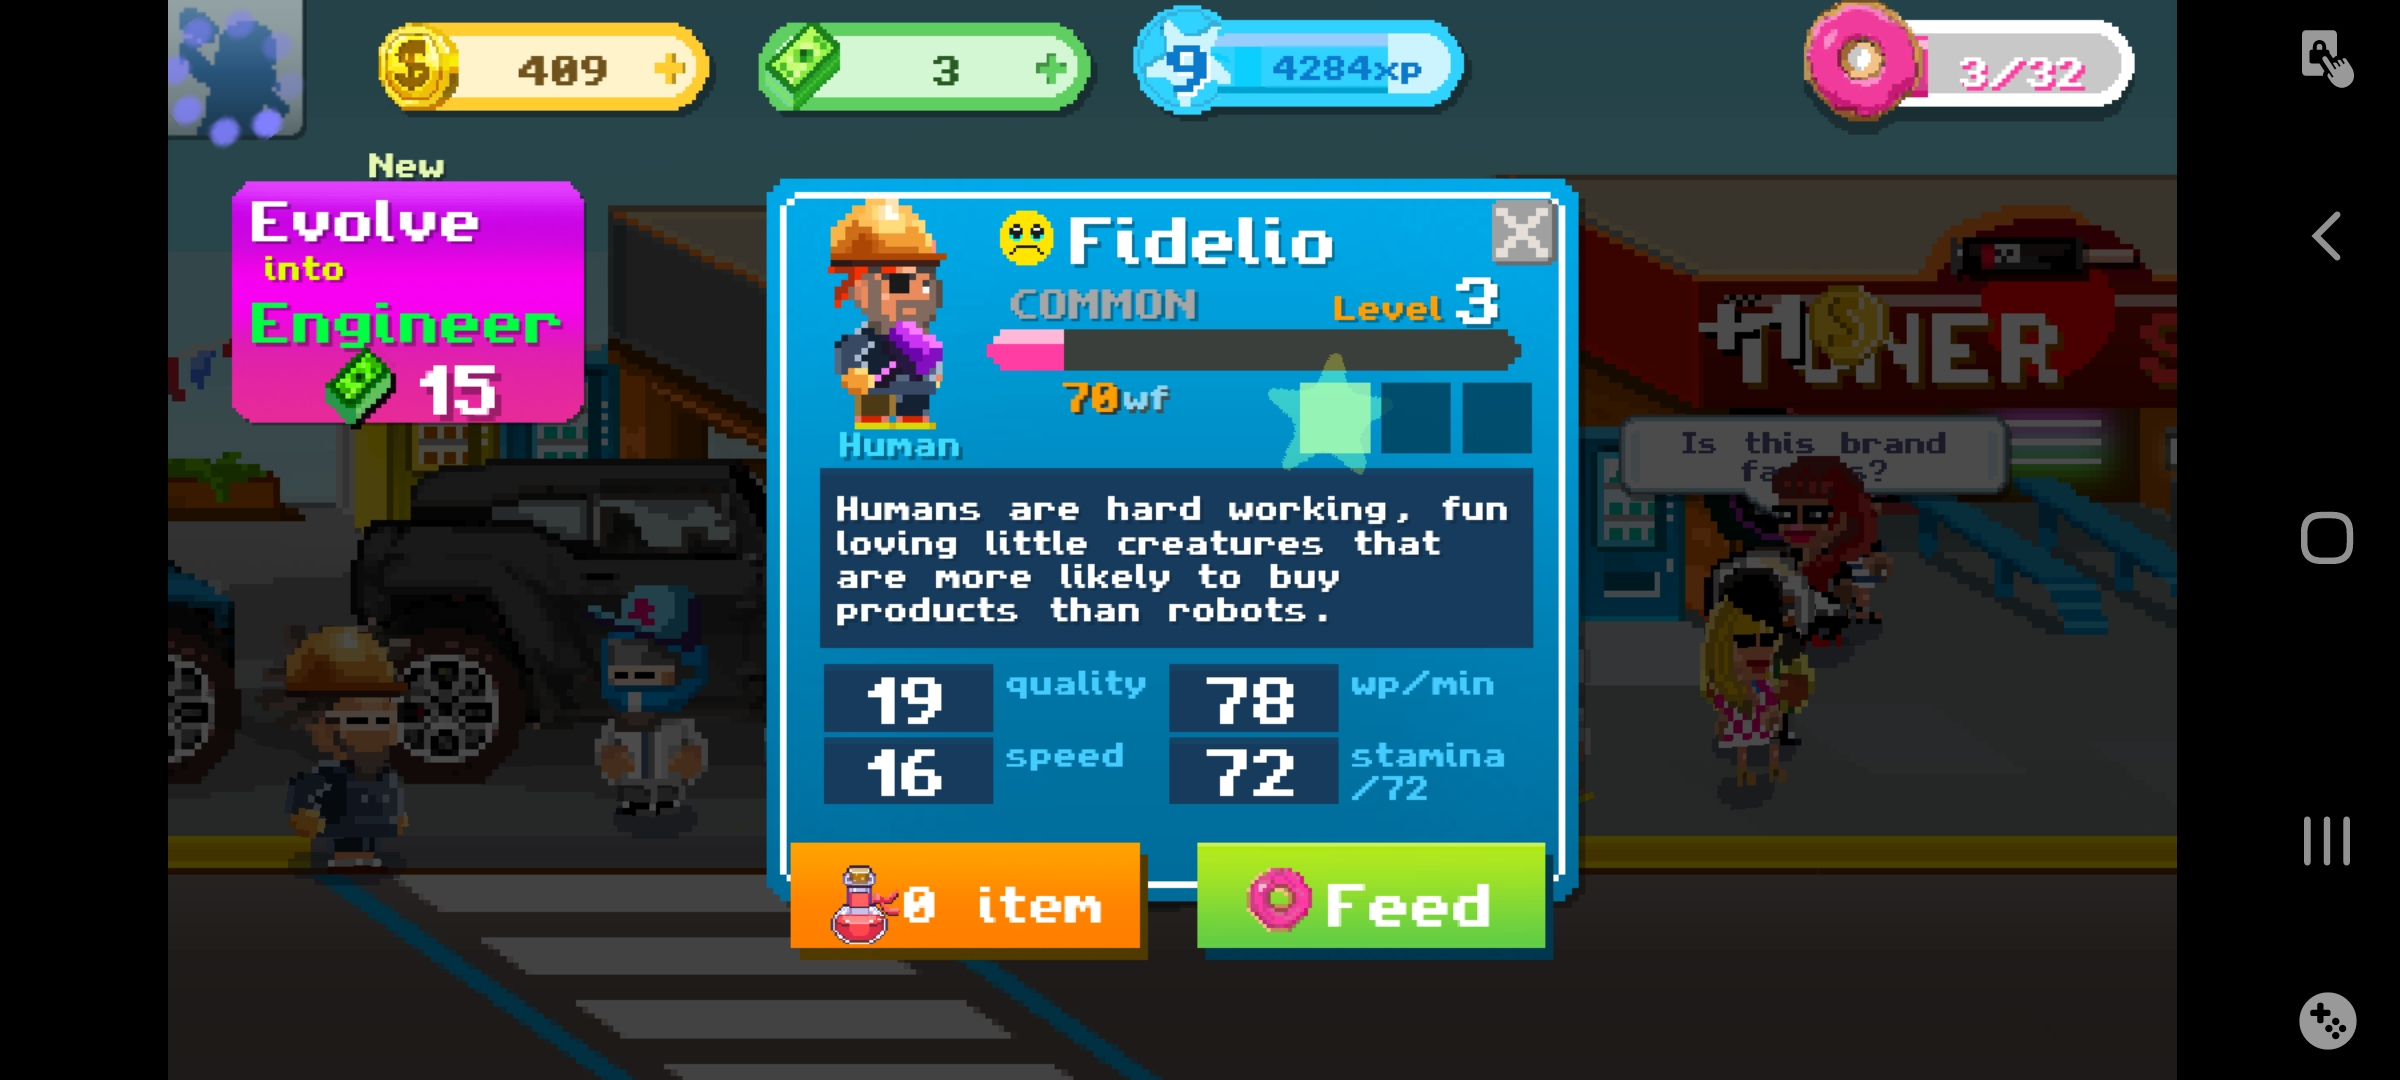 409
3
9
4284xp
3/32
New
Evolve
into
Engineer
15
Fidelio
COMMON
Level 3
70wf
Human
Humans are hard working, fun
loving little creatures that
are more likely to buy
products than robots.
19 quality
78 wp/min
16 speed
72 stamina
/72
0 item
Feed
Is this brand